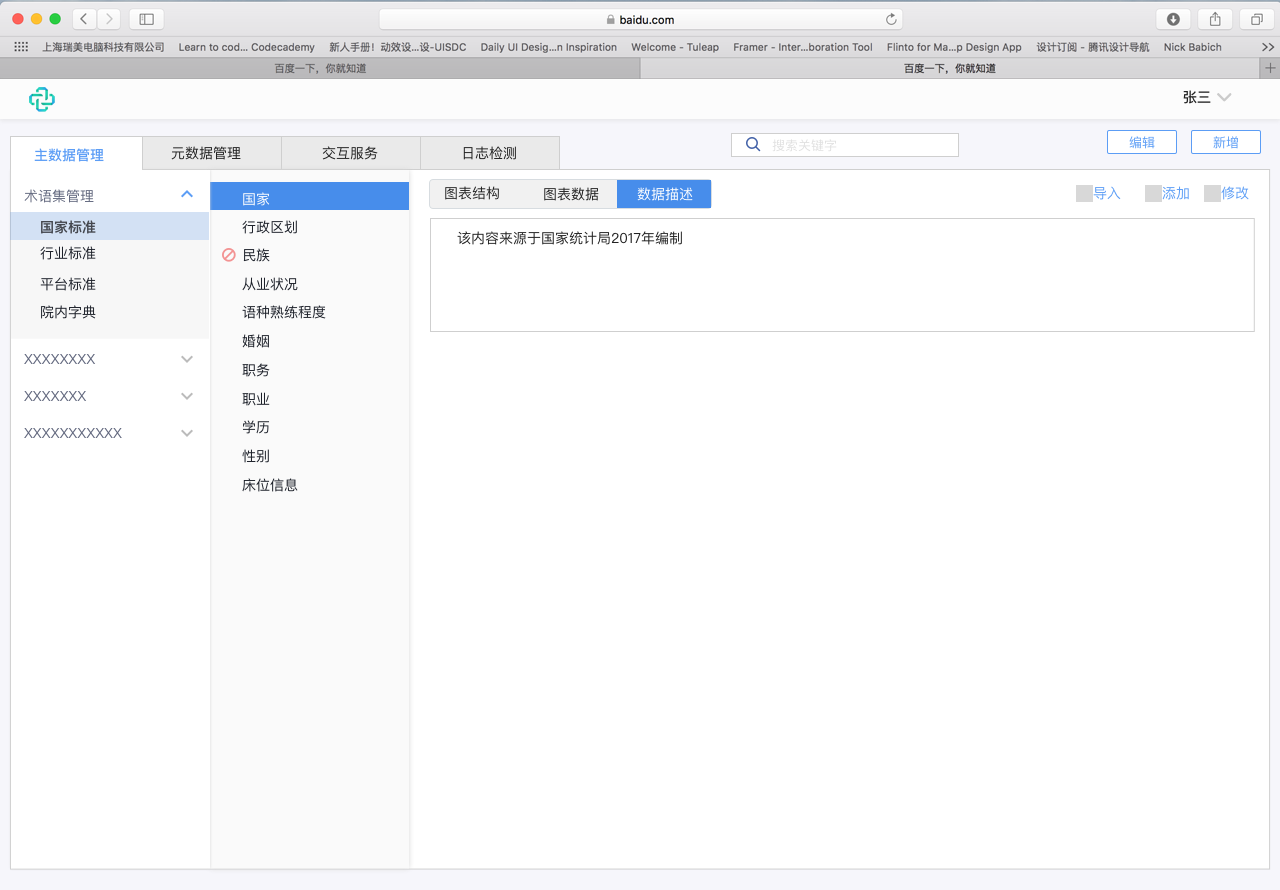 baidu.com
上海瑞美电脑科技有限公司 Learn to cod... Codecademy 新人手册！动效设...设-UISDC Daily UI Desig...n Inspiration Welcome - Tuleap Framer - Inter...boration Tool Flinto for Ma...p Design App 设计订阅 - 腾讯设计导航 Nick Babich
百度一下，你就知道 百度一下，你就知道
张三
主数据管理 元数据管理 交互服务 日志检测 搜索关键字 编辑 新增
术语集管理
国家标准
行业标准
平台标准
院内字典
XXXXXXXX
XXXXXXX
XXXXXXXXXXX
国家
行政区划
民族
从业状况
语种熟练程度
婚姻
职务
职业
学历
性别
床位信息
图表结构 图表数据 数据描述 导入 添加 修改
该内容来源于国家统计局2017年编制